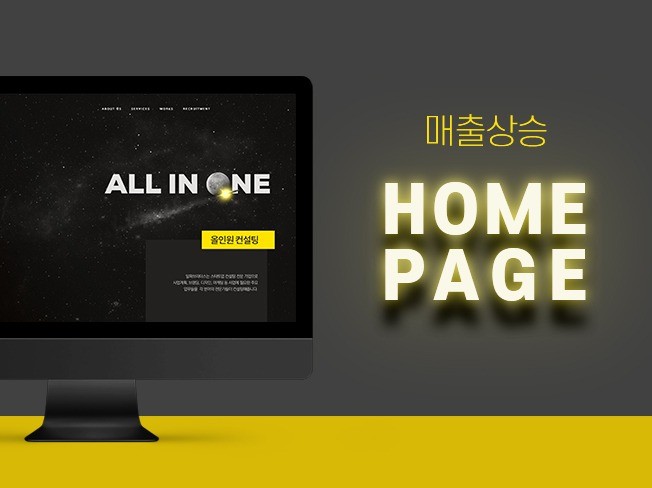 ABOUT US SERVICES WORKS RECRUITMENT
ALL IN ONE
올인원 컨설팅
매출상승
HOME
PAGE